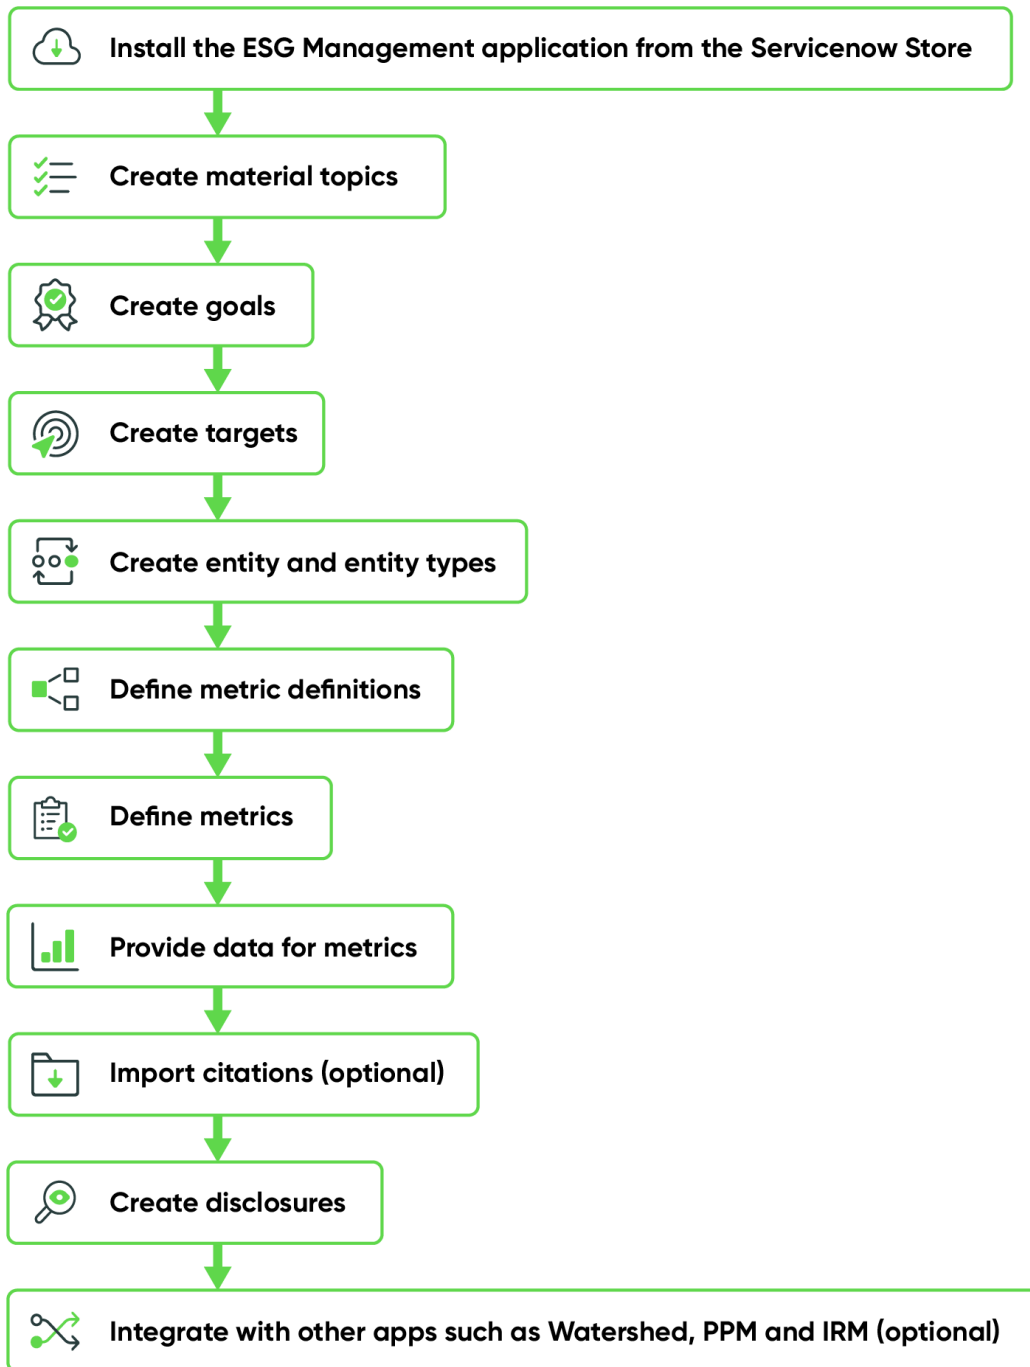 Install the ESG Management application from the Servicenow Store
Create material topics
Create goals
Create targets
Create entity and entity types
Define metric definitions
Define metrics
Provide data for metrics
Import citations (optional)
Create disclosures
Integrate with other apps such as Watershed, PPM and IRM (optional)